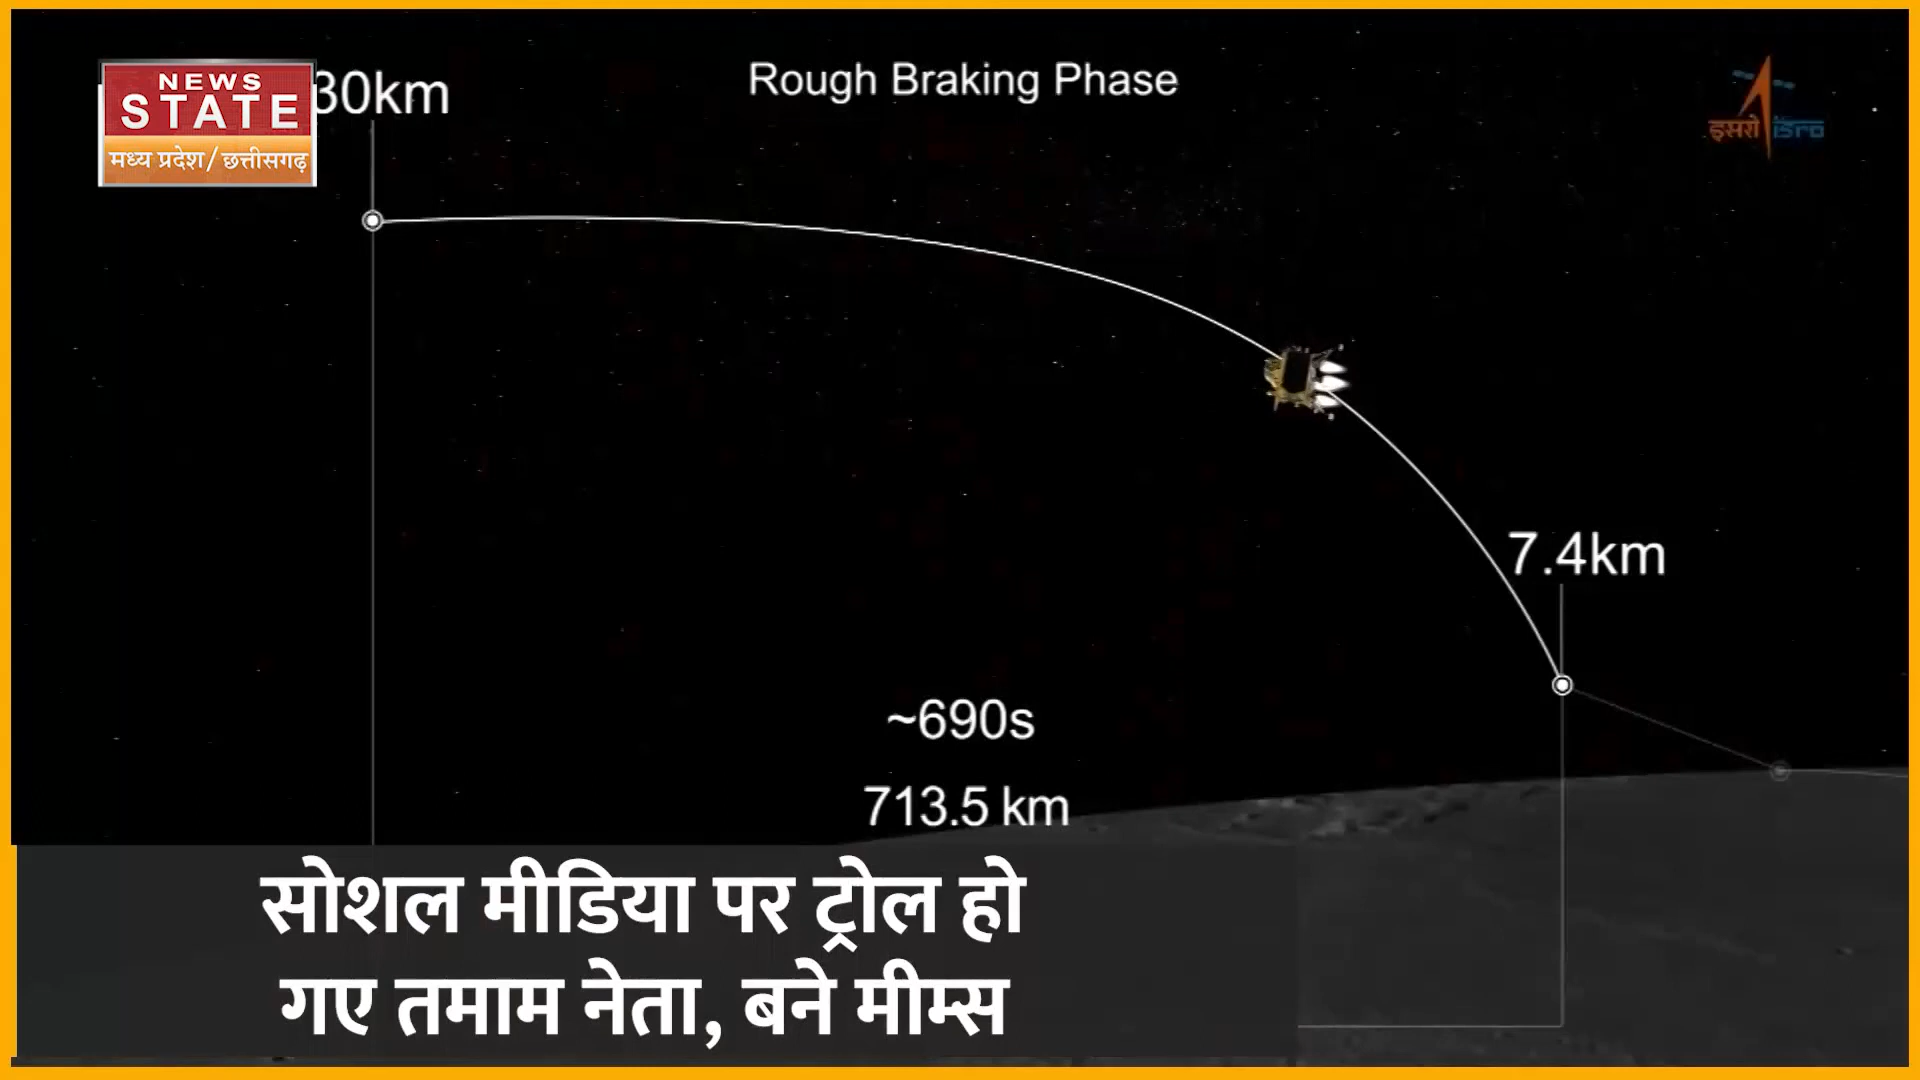 NEWS
STATE
मध्य प्रदेश/छत्तीसगढ़
30km
Rough Braking Phase
इसरो isro
7.4km
~690s
713.5 km
सोशल मीडिया पर ट्रोल हो
गए तमाम नेता, बने मीम्स